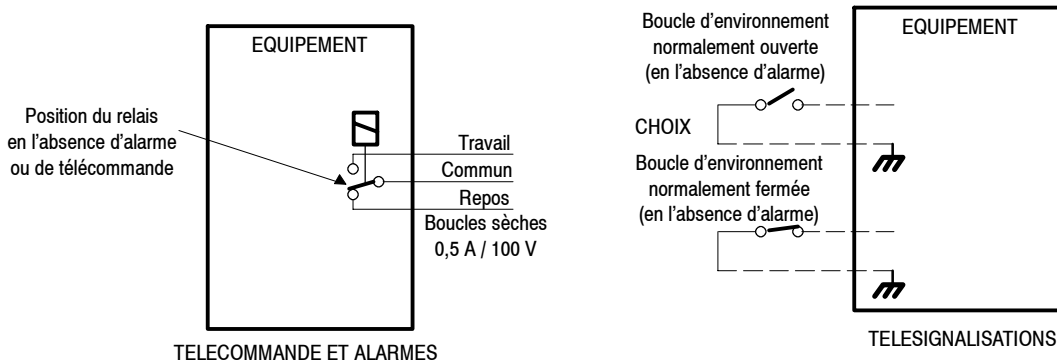 EQUIPEMENT
Position du relais
en l'absence d'alarme
ou de télécommande
Travail
Commun
Repos
Boucles sèches
0,5 A / 100 V
TELECOMMANDE ET ALARMES
Boucle d'environnement
normalement ouverte
(en l'absence d'alarme)
CHOIX
Boucle d'environnement
normalement fermée
(en l'absence d'alarme)
EQUIPEMENT
TELESIGNALISATIONS